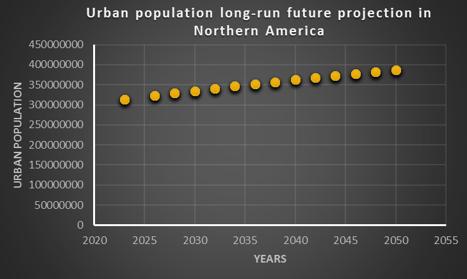 Urban population long-run future projection in
Northern America
450000000
400000000
350000000
300000000
250000000
200000000
150000000
100000000
50000000
0
URBAN POPULATION
2020 2025 2030 2035 2040 2045 2050 2055
YEARS